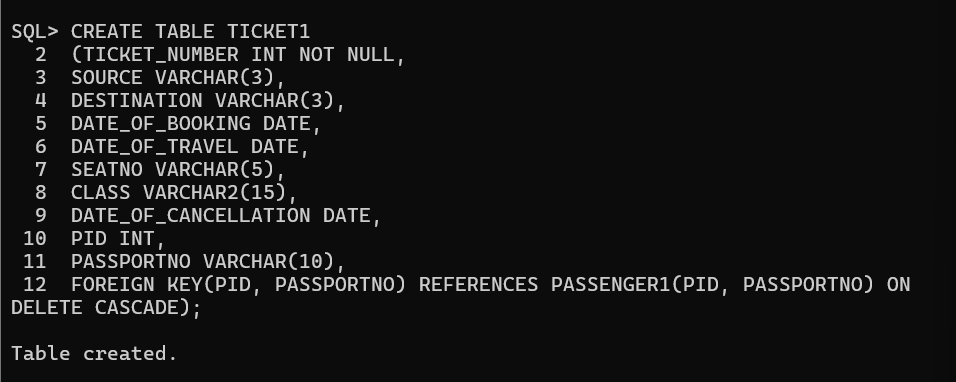 SQL> CREATE TABLE TICKET1
  2  (TICKET_NUMBER INT NOT NULL,
  3  SOURCE VARCHAR(3),
  4  DESTINATION VARCHAR(3),
  5  DATE_OF_BOOKING DATE,
  6  DATE_OF_TRAVEL DATE,
  7  SEATNO VARCHAR(5),
  8  CLASS VARCHAR2(15),
  9  DATE_OF_CANCELLATION DATE,
 10  PID INT,
 11  PASSPORTNO VARCHAR(10),
 12  FOREIGN KEY(PID, PASSPORTNO) REFERENCES PASSENGER1(PID, PASSPORTNO) ON
DELETE CASCADE);

Table created.